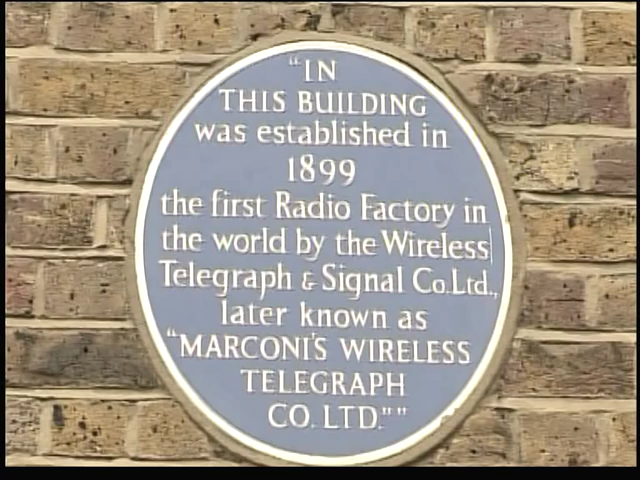 "IN
THIS BUILDING
was established in
1899
the first Radio Factory in
the world by the Wireless
Telegraph & Signal Co.Ltd.,
later known as
"MARCONI'S WIRELESS
TELEGRAPH
CO. LTD.""